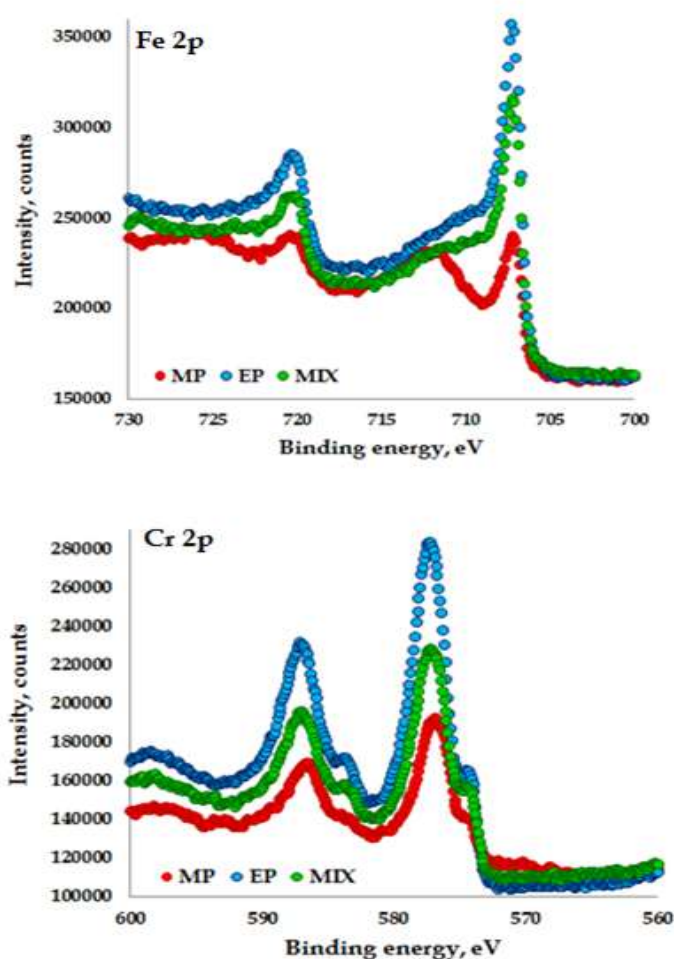 Fe 2p
350000
300000
250000
200000
150000
Intensity, counts
MP EP MIX
730 725 720 715 710 705 700
Binding energy, eV
Cr 2p
280000
260000
240000
220000
200000
180000
160000
140000
120000
100000
Intensity, counts
MP EP MIX
600 590 580 570 560
Binding energy, eV